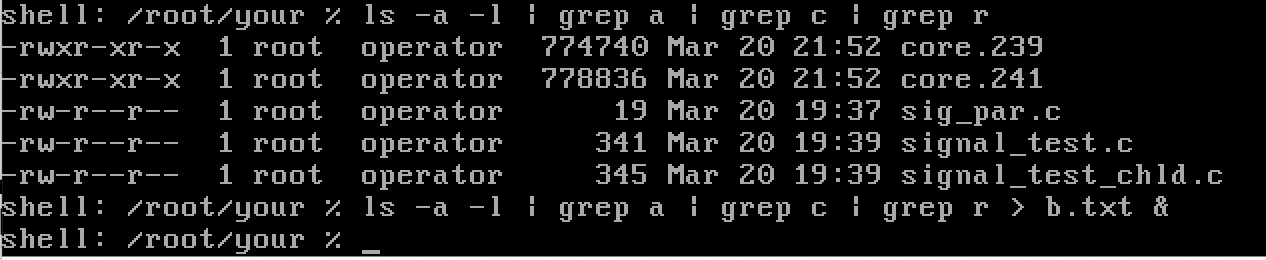 shell: /root/your % ls -a -l | grep a | grep c | grep r
-rwxr-xr-x  1 root  operator  774740 Mar 20 21:52 core.239
-rwxr-xr-x  1 root  operator  778836 Mar 20 21:52 core.241
-rw-r--r--  1 root  operator      19 Mar 20 19:37 sig_par.c
-rw-r--r--  1 root  operator     341 Mar 20 19:39 signal_test.c
-rw-r--r--  1 root  operator     345 Mar 20 19:39 signal_test_chld.c
shell: /root/your % ls -a -l | grep a | grep c | grep r > b.txt &
shell: /root/your % _